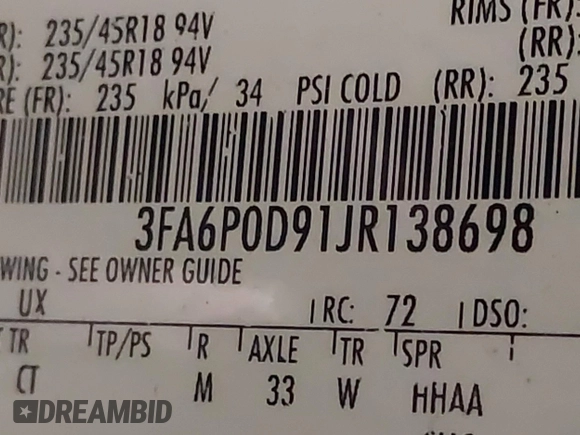 RIMS (FR):
R): 235/45R18 94V
(RR):
R): 235/45R18 94V
RE (FR): 235 kPa/ 34 PSI COLD (RR): 235
3FA6P0D91JR138698
WING - SEE OWNER GUIDE
UX RC: 72 DSO:
TR TP/PS R AXLE TR SPR
CT M 33 W HHAA
DREAMBID